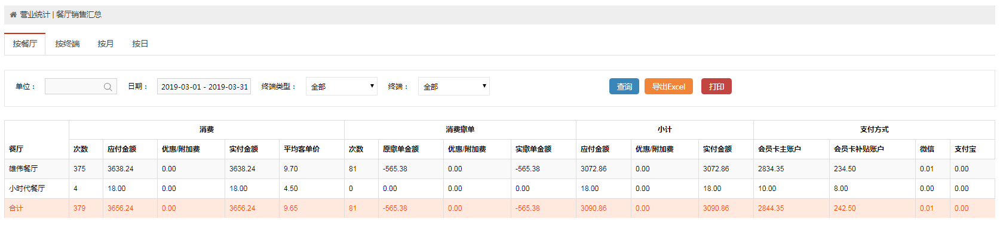 营业统计 | 餐厅销售汇总
按餐厅 按终端 按月 按日
单位： 日期： 2019-03-01 - 2019-03-31 终端类型： 全部 终端： 全部 查询 导出Excel 打印
消费 消费撤单 小计 支付方式
餐厅 次数 应付金额 优惠/附加费 实付金额 平均客单价 次数 原撤单金额 优惠/附加费 实撤单金额 应付金额 优惠/附加费 实付金额 会员卡主账户 会员卡补贴账户 微信 支付宝
雄伟餐厅 375 3638.24 0.00 3638.24 9.70 81 -565.38 0.00 -565.38 3072.86 0.00 3072.86 2834.35 234.50 0.01 0.00
小时代餐厅 4 18.00 0.00 18.00 4.50 0 0.00 0.00 0.00 18.00 0.00 18.00 10.00 8.00 0.00 0.00
合计 379 3656.24 0.00 3656.24 9.65 81 -565.38 0.00 -565.38 3090.86 0.00 3090.86 2844.35 242.50 0.01 0.00